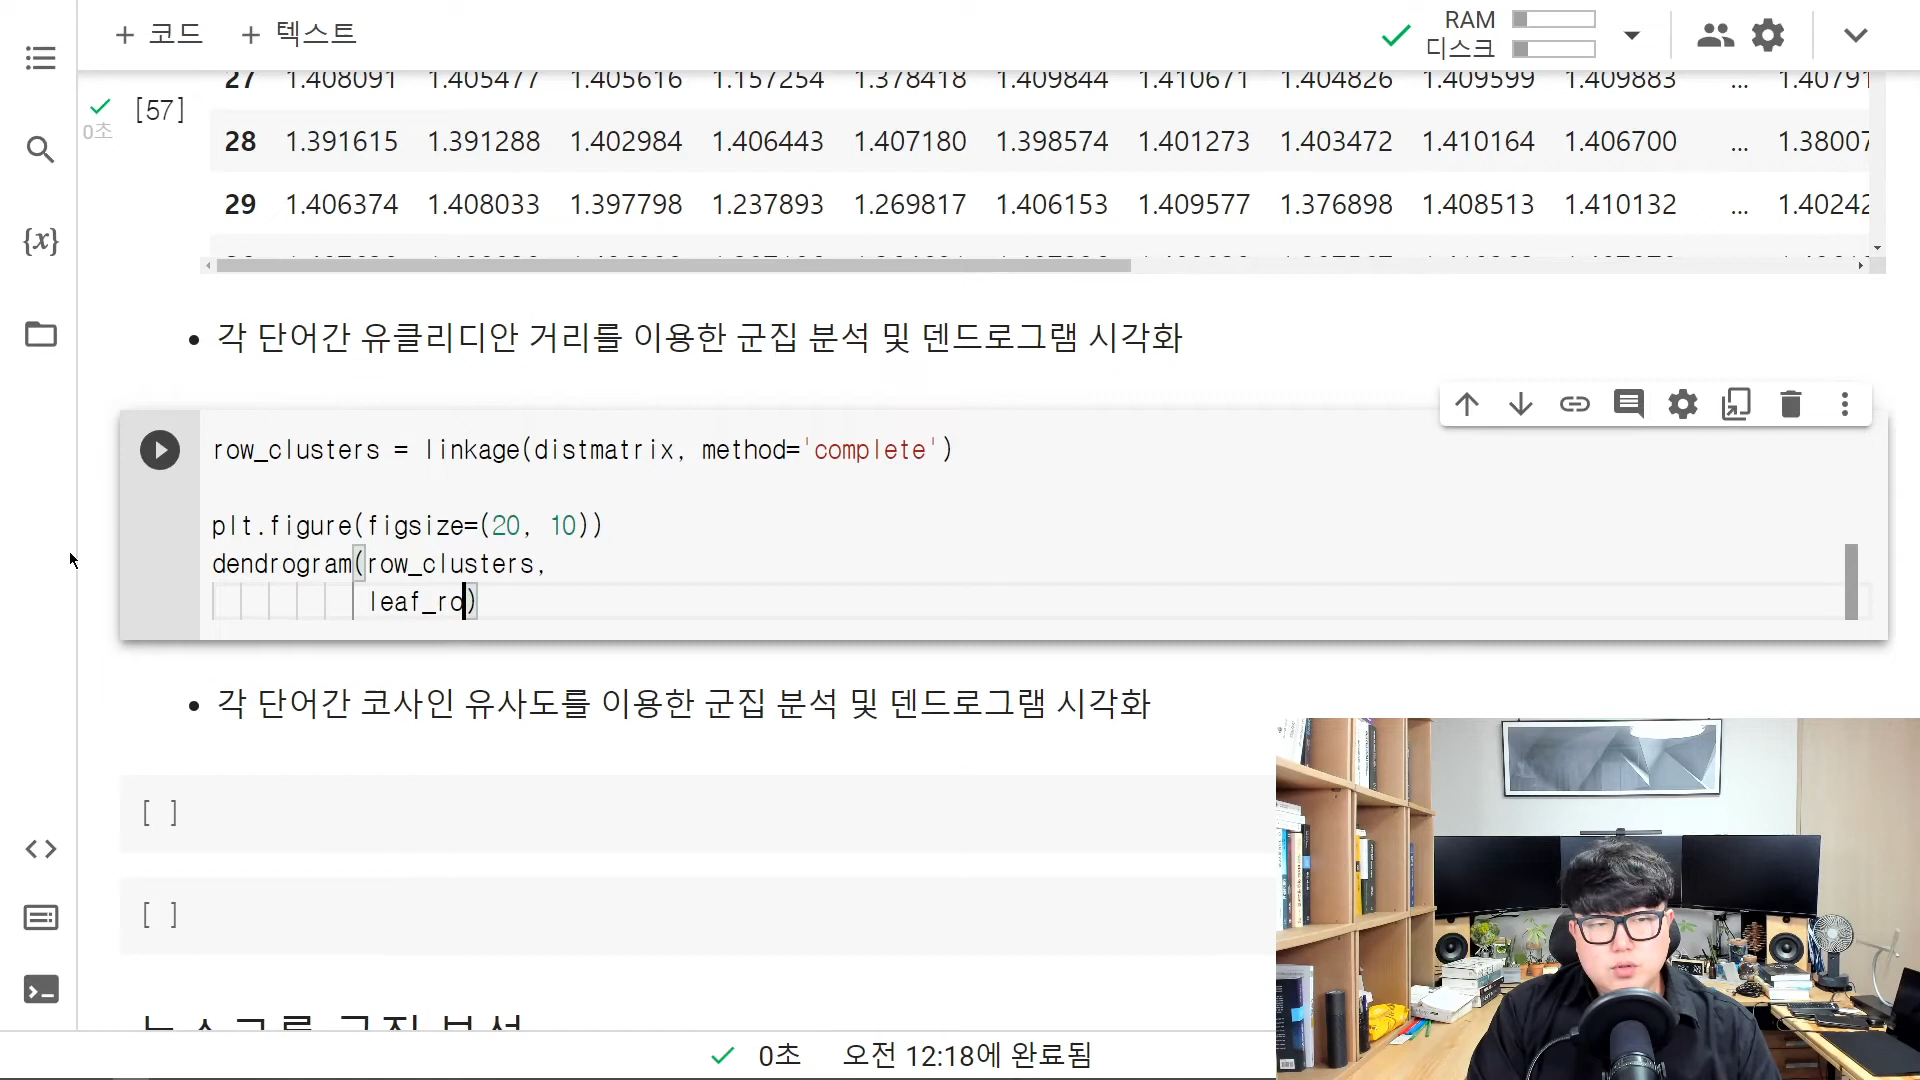 + 코드 + 텍스트
RAM
디스크
27 1.408091 1.405477 1.405616 1.157254 1.378418 1.409844 1.410671 1.404826 1.409599 1.409883 ... 1.40791
[57]
0초
28 1.391615 1.391288 1.402984 1.406443 1.407180 1.398574 1.401273 1.403472 1.410164 1.406700 ... 1.38007
29 1.406374 1.408033 1.397798 1.237893 1.269817 1.406153 1.409577 1.376898 1.408513 1.410132 ... 1.40242
{x}
• 각 단어간 유클리디안 거리를 이용한 군집 분석 및 덴드로그램 시각화
row_clusters = linkage(distmatrix, method='complete')
plt.figure(figsize=(20, 10))
dendrogram(row_clusters,
leaf_ro)
• 각 단어간 코사인 유사도를 이용한 군집 분석 및 덴드로그램 시각화
[ ]
[ ]
0초 오전 12:18에 완료됨